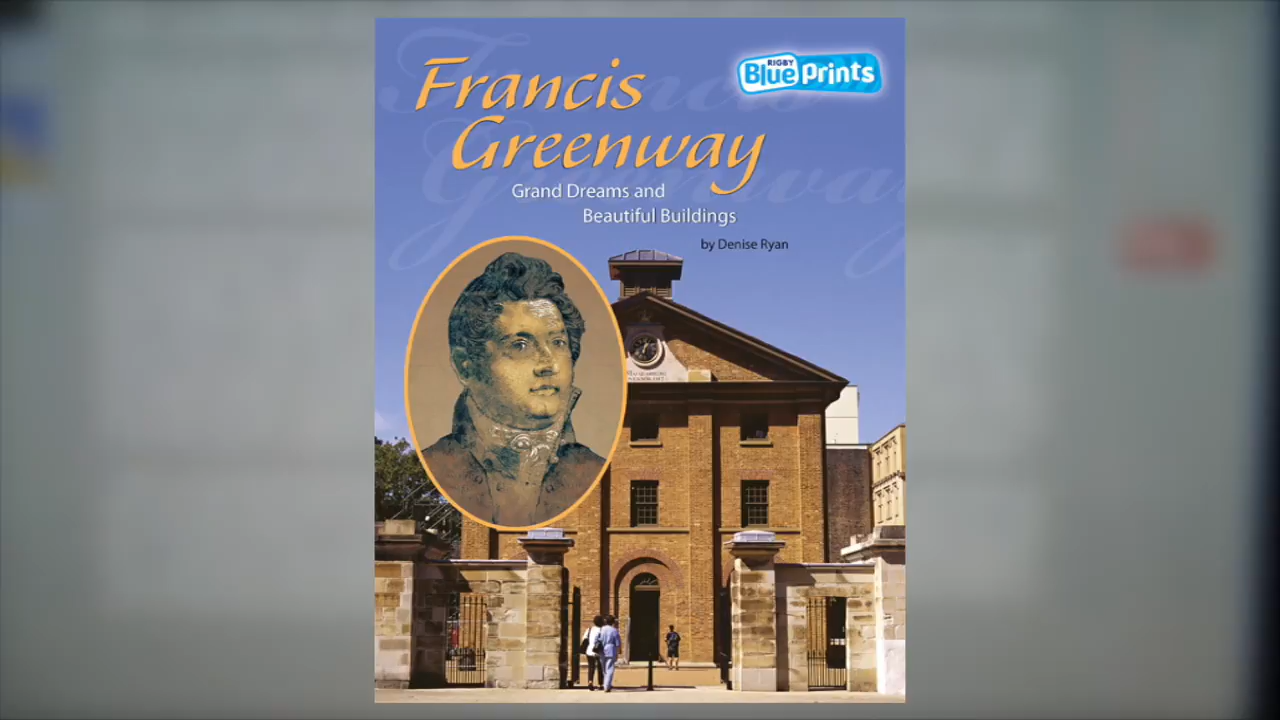 Francis
Greenway
Grand Dreams and
Beautiful Buildings
by Denise Ryan
RIGBY
Blue Prints